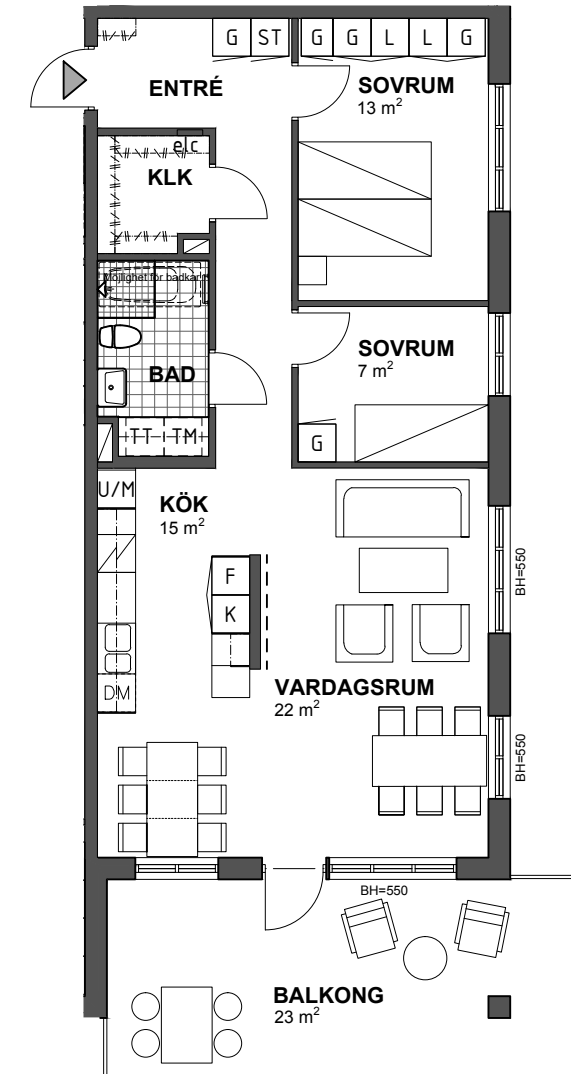 G ST G G L L G
ENTRÉ
SOVRUM
13 m²
elc
KLK
Möjlighet för badkar
BAD
SOVRUM
7 m²
TT TM
G
U/M
KÖK
15 m²
F
K
BH=550
DM
VARDAGSRUM
22 m²
BH=550
BH=550
BALKONG
23 m²